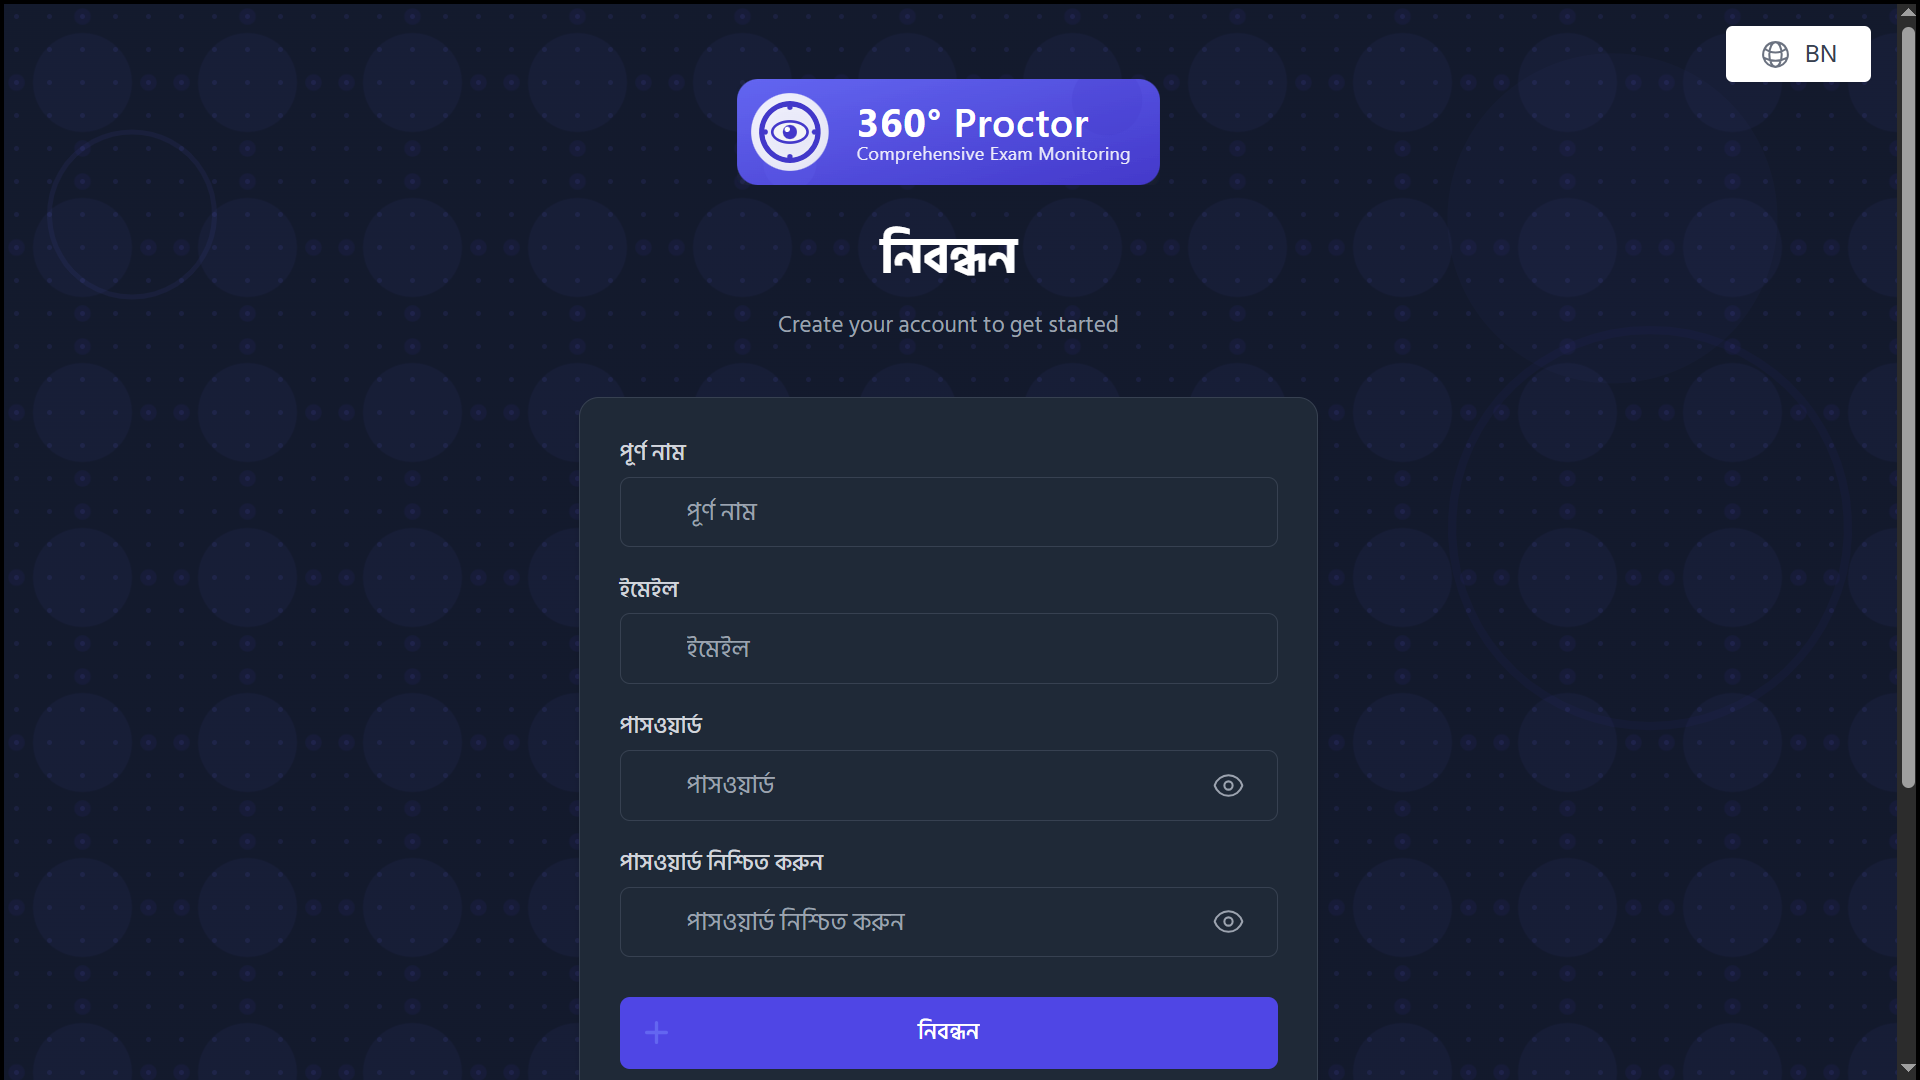 BN
360° Proctor
Comprehensive Exam Monitoring
নিবন্ধন
Create your account to get started
পূর্ণ নাম
পূর্ণ নাম
ইমেইল
ইমেইল
পাসওয়ার্ড
পাসওয়ার্ড
পাসওয়ার্ড নিশ্চিত করুন
পাসওয়ার্ড নিশ্চিত করুন
নিবন্ধন